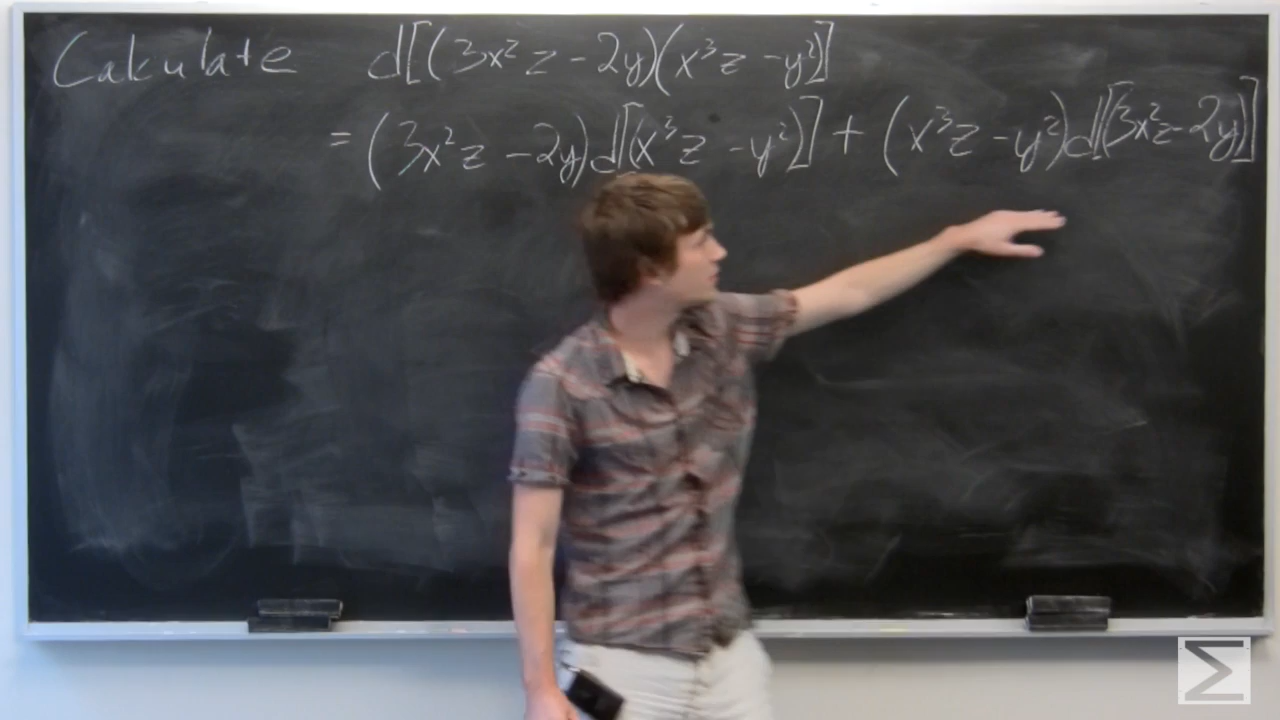 Calculate d[(3x²z - 2y)(x³z - y²)]
= (3x²z - 2y)d[(x³z - y²)] + (x³z - y²)d[(3x²z - 2y)]
Σ